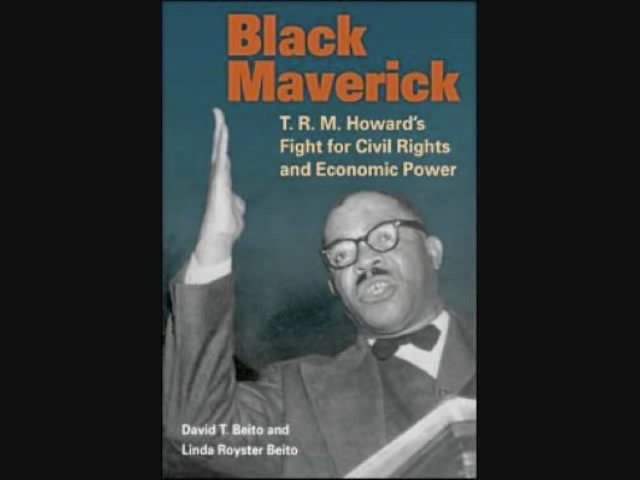 Black
Maverick
T. R. M. Howard's
Fight for Civil Rights
and Economic Power
David T. Beito and
Linda Royster Beito